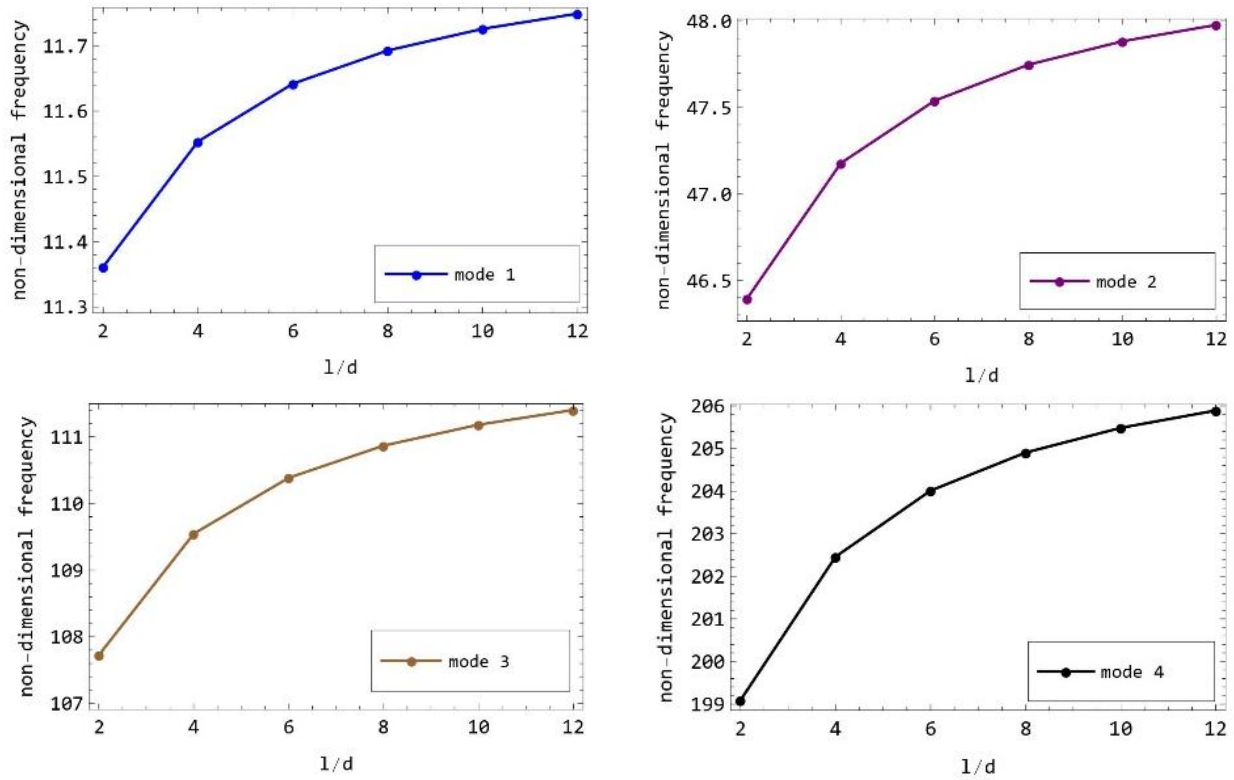 non-dimensional frequency
11.7
11.6
11.5
11.4
11.3
mode 1
2 4 6 8 10 12
l/d
non-dimensional frequency
48.0
47.5
47.0
46.5
mode 2
2 4 6 8 10 12
l/d
non-dimensional frequency
111
110
109
108
107
mode 3
2 4 6 8 10 12
l/d
non-dimensional frequency
206
205
204
203
202
201
200
199
mode 4
2 4 6 8 10 12
l/d